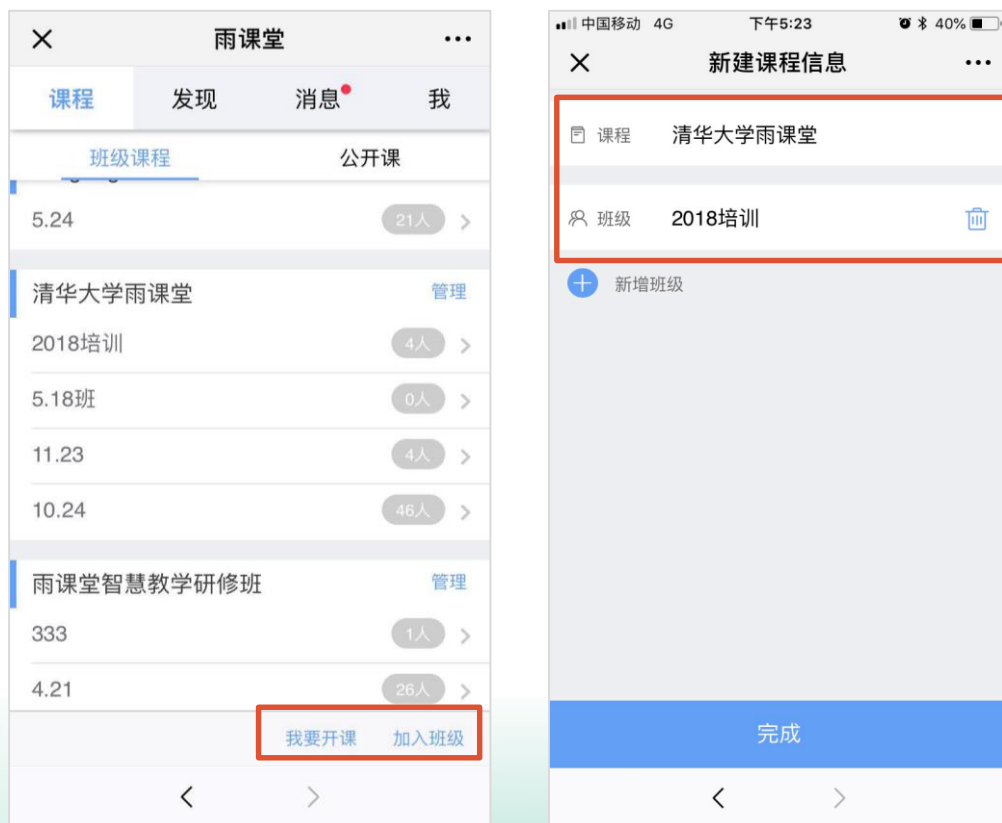 雨课堂
课程 发现 消息 我
班级课程 公开课
5.24 21人
清华大学雨课堂 管理
2018培训 4人
5.18班 0人
11.23 4人
10.24 46人
雨课堂智慧教学研修班 管理
333 1人
4.21 26人
我要开课 加入班级
中国移动 4G 下午5:23 40%
新建课程信息
课程 清华大学雨课堂
班级 2018培训
新增班级
完成